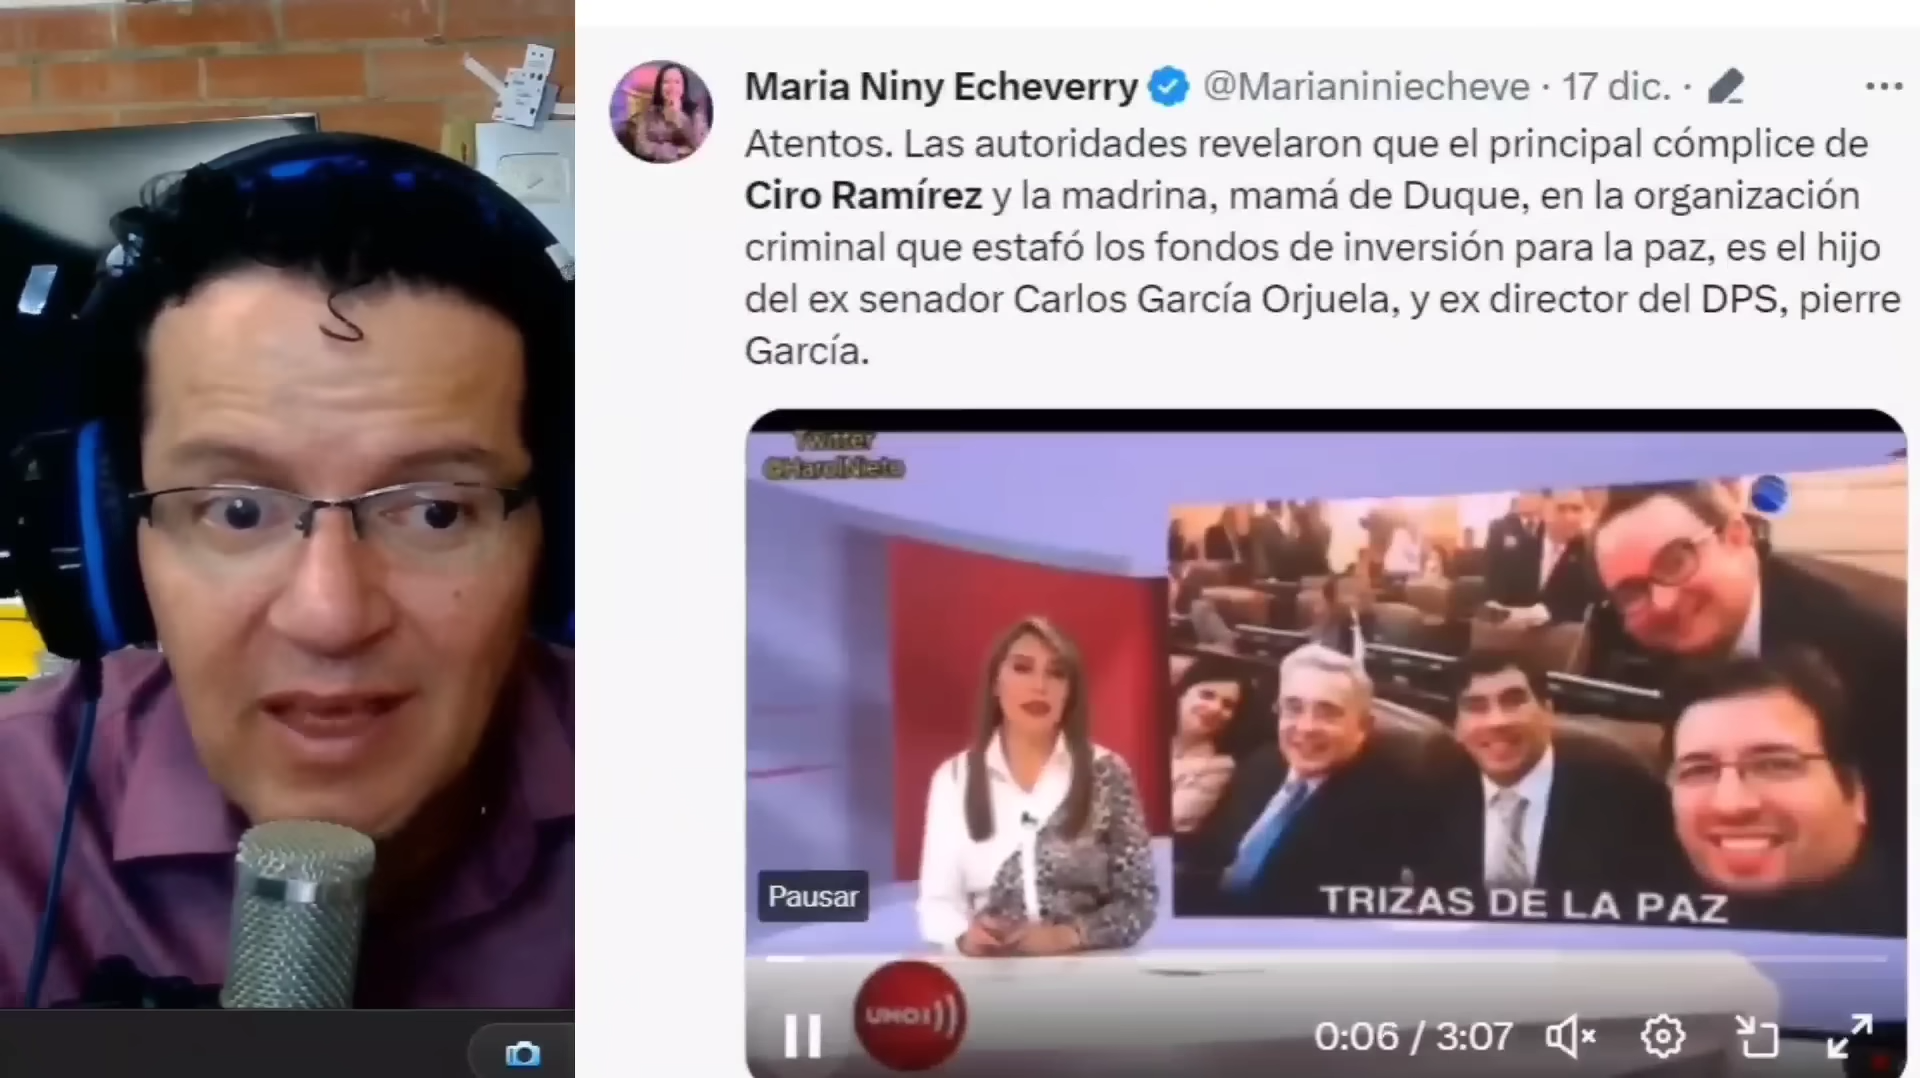 Maria Niny Echeverry @Marianiniecheve · 17 dic. ·
Atentos. Las autoridades revelaron que el principal cómplice de
Ciro Ramírez y la madrina, mamá de Duque, en la organización
criminal que estafó los fondos de inversión para la paz, es el hijo
del ex senador Carlos García Orjuela, y ex director del DPS, pierre
García.
Twitter
@HarolNieto
TRIZAS DE LA PAZ
Pausar
UNO
0:06 / 3:07